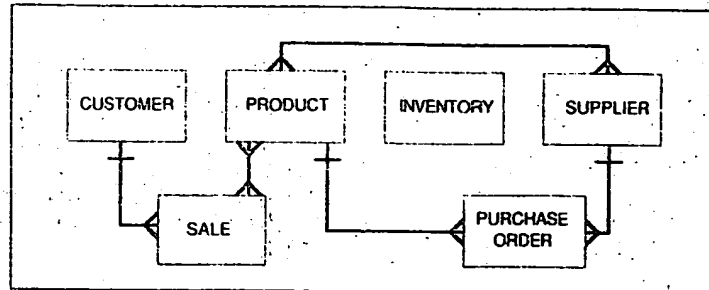 CUSTOMER
PRODUCT
INVENTORY
SUPPLIER
SALE
PURCHASE
ORDER